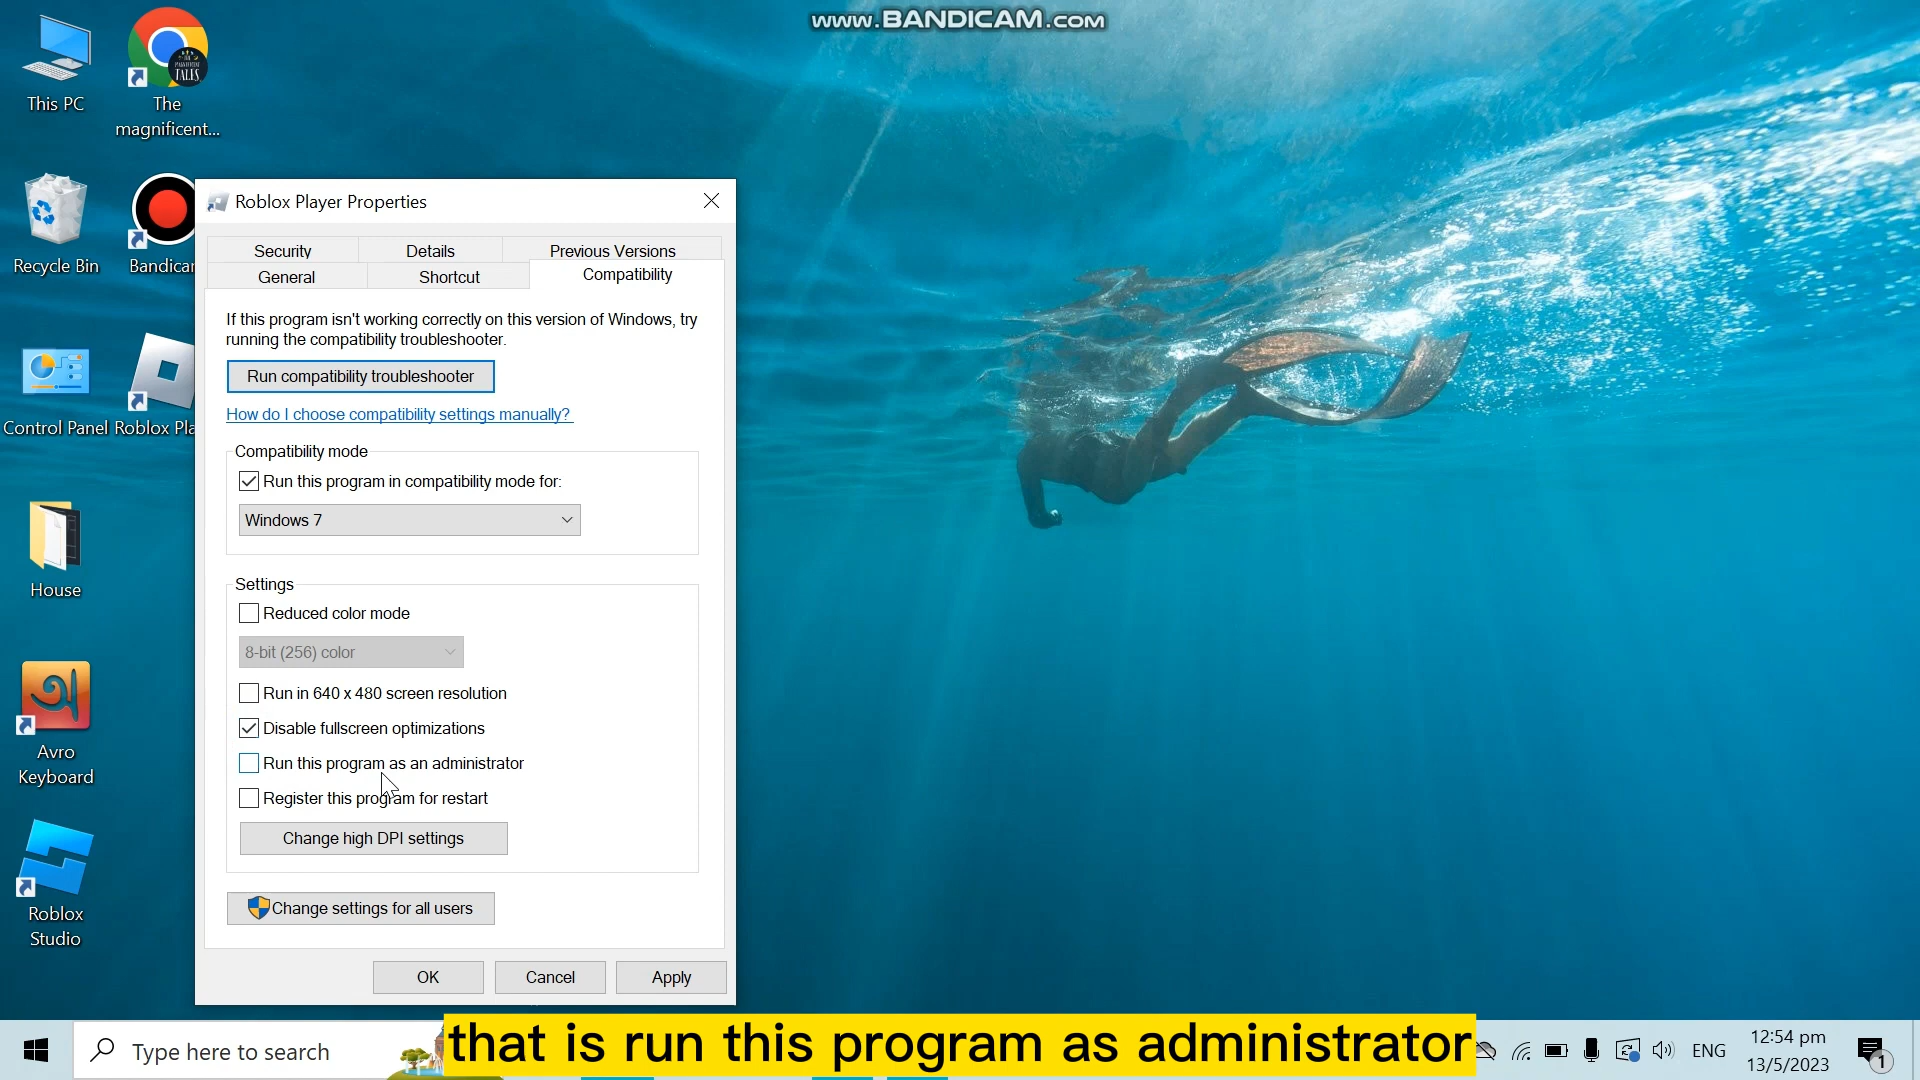 www.BANDICAM.com
This PC
The
magnificent...
TALES
Recycle Bin
Bandicam
Control Panel
Roblox Pla
House
Avro
Keyboard
Roblox
Studio
Roblox Player Properties
Security
Details
Previous Versions
General
Shortcut
Compatibility
If this program isn't working correctly on this version of Windows, try
running the compatibility troubleshooter.
Run compatibility troubleshooter
How do I choose compatibility settings manually?
Compatibility mode
Run this program in compatibility mode for:
Windows 7
Settings
Reduced color mode
8-bit (256) color
Run in 640 x 480 screen resolution
Disable fullscreen optimizations
Run this program as an administrator
Register this program for restart
Change high DPI settings
Change settings for all users
OK
Cancel
Apply
that is run this program as administrator
Type here to search
ENG
12:54 pm
13/5/2023
1